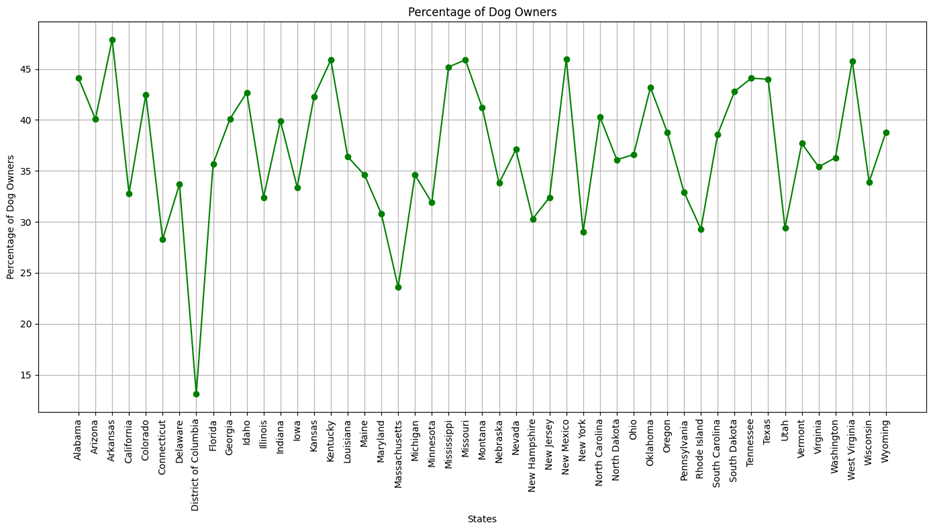 Percentage of Dog Owners
Percentage of Dog Owners
45
40
35
30
25
20
15
Alabama
Arizona
Arkansas
California
Colorado
Connecticut
Delaware
District of Columbia
Florida
Georgia
Idaho
Illinois
Indiana
Iowa
Kansas
Kentucky
Louisiana
Maine
Maryland
Massachusetts
Michigan
Minnesota
Mississippi
Missouri
Montana
Nebraska
Nevada
New Hampshire
New Jersey
New Mexico
New York
North Carolina
North Dakota
Ohio
Oklahoma
Oregon
Pennsylvania
Rhode Island
South Carolina
South Dakota
Tennessee
Texas
Utah
Vermont
Virginia
Washington
West Virginia
Wisconsin
Wyoming
States